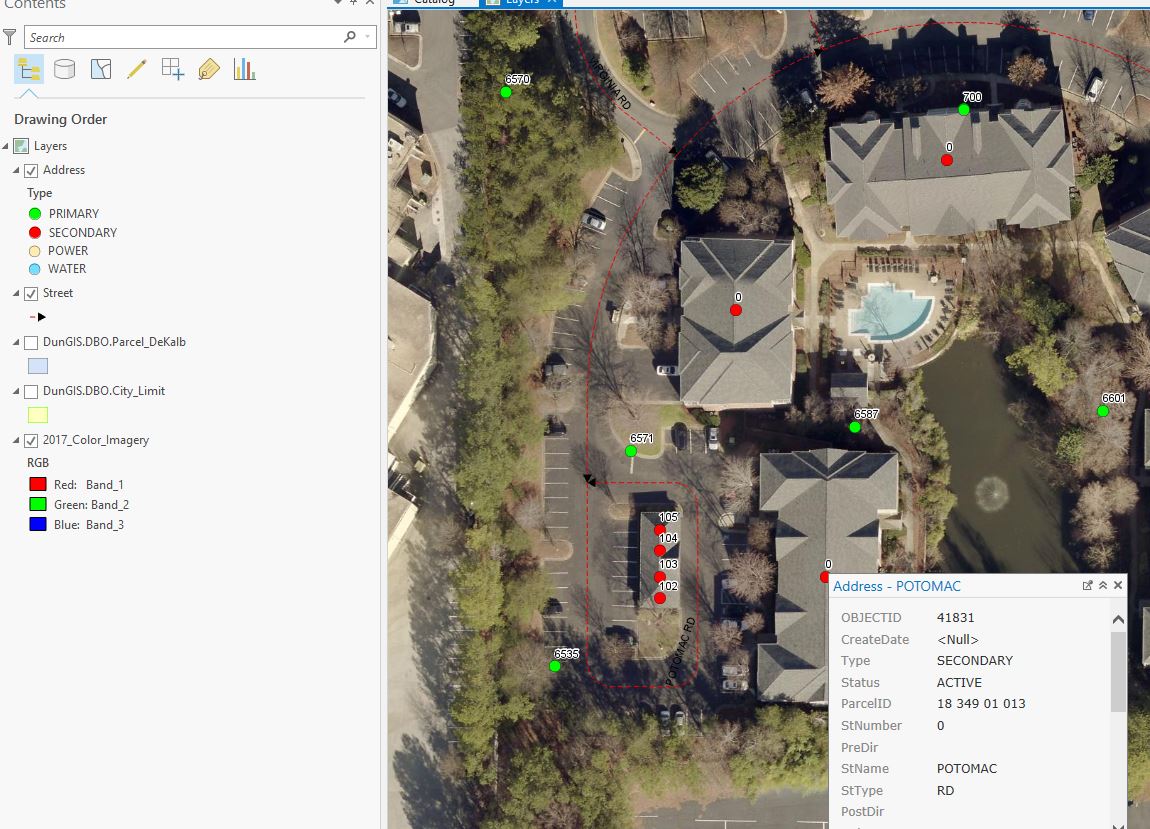 Contents
Catalog
Layers
Search
Drawing Order
Layers
Address
Type
PRIMARY
SECONDARY
POWER
WATER
Street
DunGIS.DBO.Parcel_DeKalb
DunGIS.DBO.City_Limit
2017_Color_Imagery
RGB
Red: Band_1
Green: Band_2
Blue: Band_3
6570
700
0
0
6601
6587
6571
105
104
103
102
0
6535
POTOMAC RD
Address - POTOMAC
OBJECTID 41831
CreateDate <Null>
Type SECONDARY
Status ACTIVE
ParcelID 18 349 01 013
StNumber 0
PreDir
StName POTOMAC
StType RD
PostDir